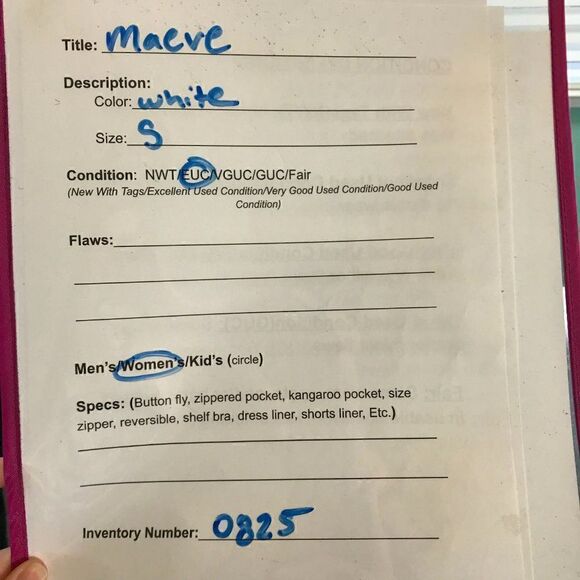 Title: Maeve
Description:
Color: white
Size: S
Condition: NWT/EUC/VGUC/GUC/Fair
(New With Tags/Excellent Used Condition/Very Good Used Condition/Good Used
Condition)
Flaws:
Men's/Women's/Kid's (circle)
Specs: (Button fly, zippered pocket, kangaroo pocket, size
zipper, reversible, shelf bra, dress liner, shorts liner, Etc.)
Inventory Number: 0825